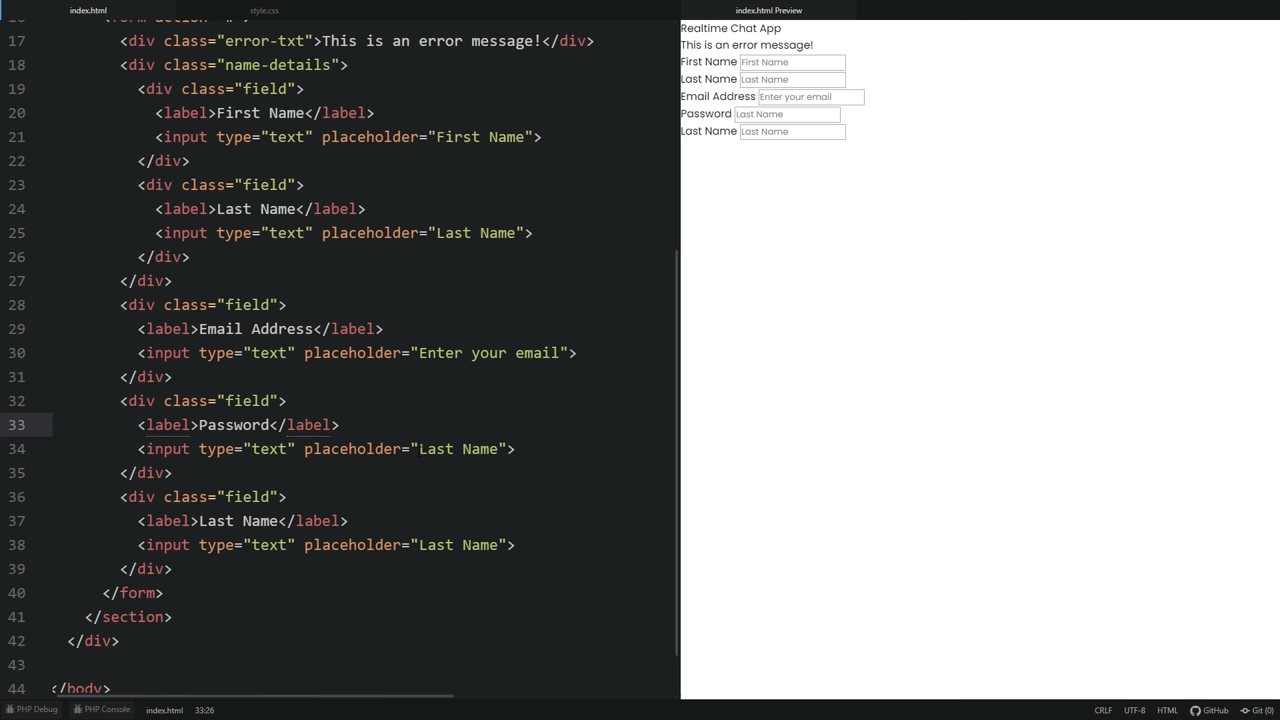 index.html
style.css
index.html Preview
17 <div class="error-txt">This is an error message!</div>
18 <div class="name-details">
19 <div class="field">
20 <label>First Name</label>
21 <input type="text" placeholder="First Name">
22 </div>
23 <div class="field">
24 <label>Last Name</label>
25 <input type="text" placeholder="Last Name">
26 </div>
27 </div>
28 <div class="field">
29 <label>Email Address</label>
30 <input type="text" placeholder="Enter your email">
31 </div>
32 <div class="field">
33 <label>Password</label>
34 <input type="text" placeholder="Last Name">
35 </div>
36 <div class="field">
37 <label>Last Name</label>
38 <input type="text" placeholder="Last Name">
39 </div>
40 </form>
41 </section>
42 </div>
43
44 </body>
Realtime Chat App
This is an error message!
First Name First Name
Last Name Last Name
Email Address Enter your email
Password Last Name
Last Name Last Name
PHP Debug PHP Console index.html 33:26 CRLF UTF-8 HTML GitHub Git (0)